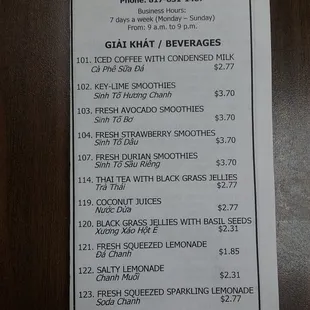 Business Hours:
7 days a week (Monday – Sunday)
From: 9 a.m. to 9 p.m.
GIẢI KHÁT / BEVERAGES
101. ICED COFFEE WITH CONDENSED MILK
Cà Phê Sữa Đá $2.77
102. KEY-LIME SMOOTHIES
Sinh Tố Hương Chanh $3.70
103. FRESH AVOCADO SMOOTHIES
Sinh Tố Bơ $3.70
104. FRESH STRAWBERRY SMOOTHES
Sinh Tố Dâu $3.70
107. FRESH DURIAN SMOOTHIES
Sinh Tố Sầu Riêng $3.70
114. THAI TEA WITH BLACK GRASS JELLIES
Trà Thái $2.77
119. COCONUT JUICES
Nước Dừa $2.77
120. BLACK GRASS JELLIES WITH BASIL SEEDS
Xương Xáo Hột É $2.31
121. FRESH SQUEEZED LEMONADE
Đá Chanh $1.85
122. SALTY LEMONADE
Chanh Muối $2.31
123. FRESH SQUEEZED SPARKLING LEMONADE
Soda Chanh $2.77